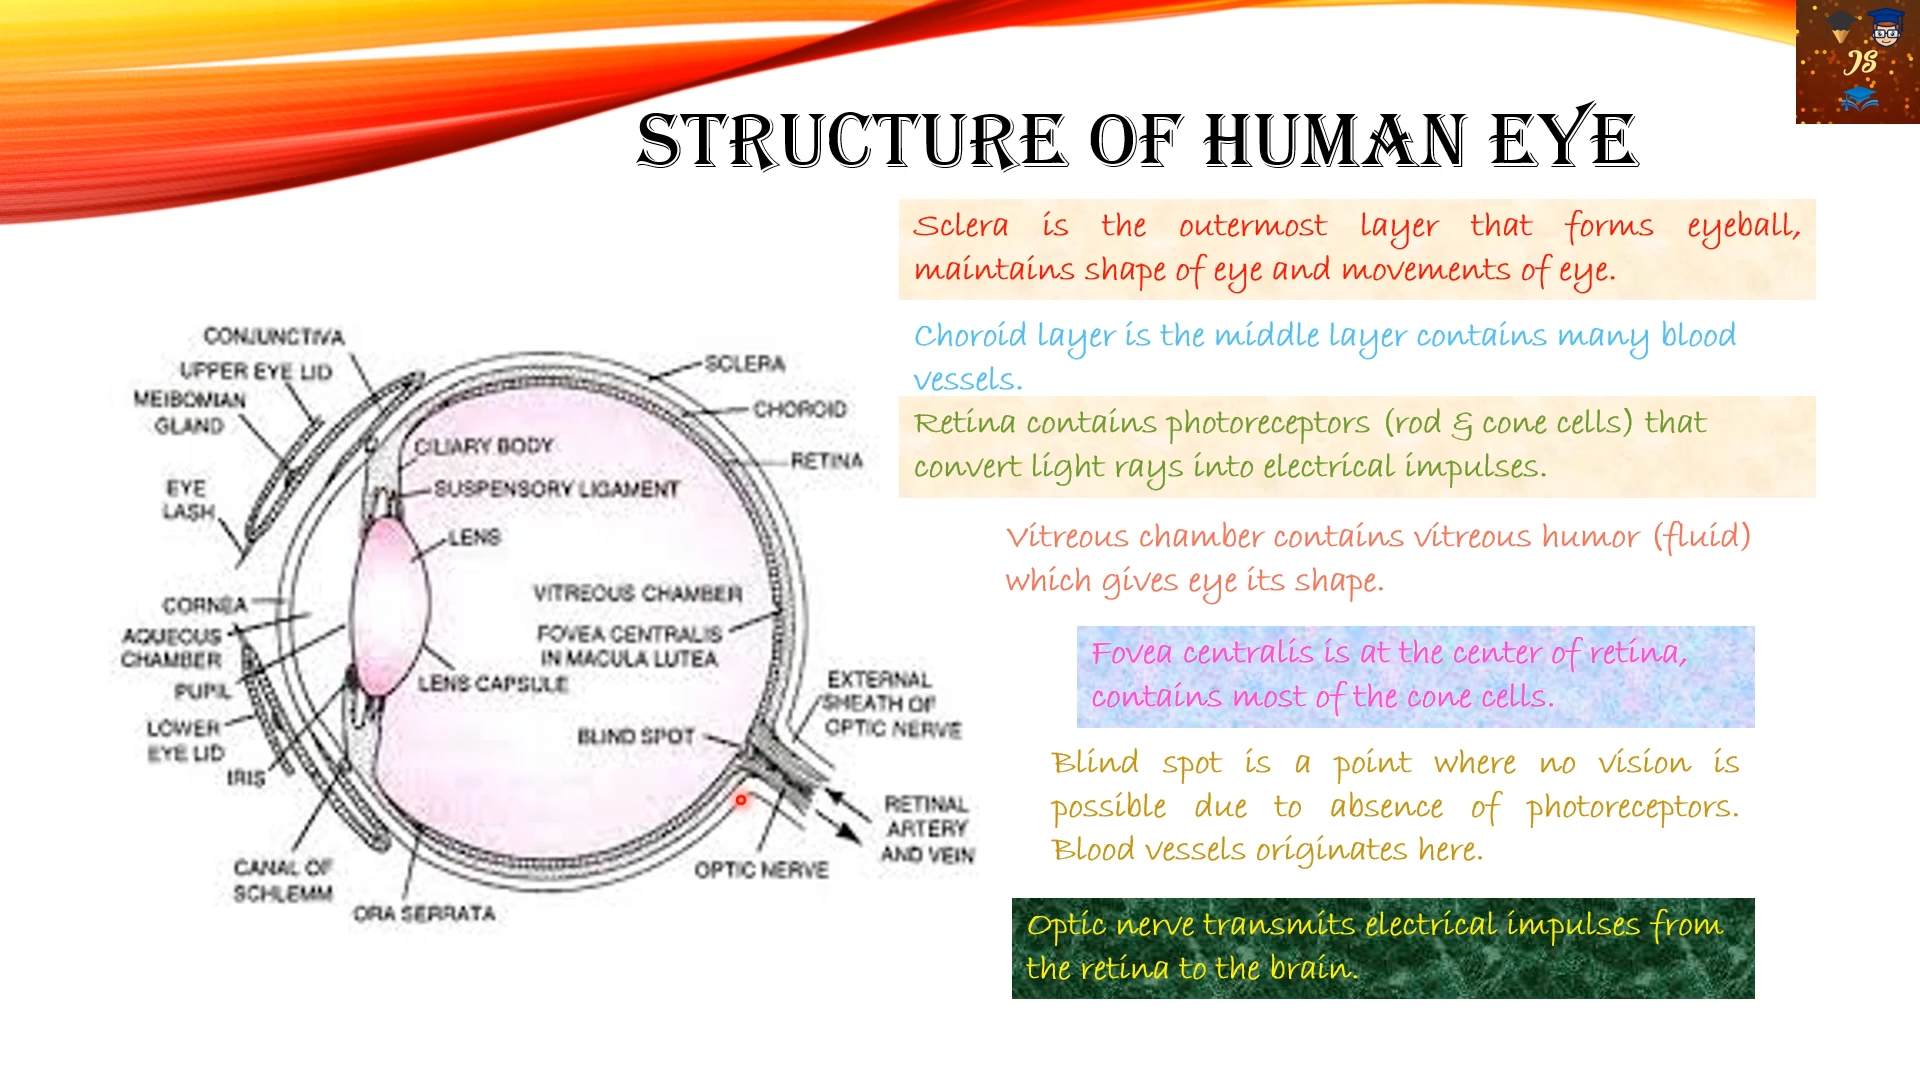 JS
STRUCTURE OF HUMAN EYE
Sclera is the outermost layer that forms eyeball,
maintains shape of eye and movements of eye.
Choroid layer is the middle layer contains many blood
vessels.
Retina contains photoreceptors (rod & cone cells) that
convert light rays into electrical impulses.
Vitreous chamber contains vitreous humor (fluid)
which gives eye its shape.
Fovea centralis is at the center of retina,
contains most of the cone cells.
Blind spot is a point where no vision is
possible due to absence of photoreceptors.
Blood vessels originates here.
Optic nerve transmits electrical impulses from
the retina to the brain.
CONJUNCTIVA
UPPER EYE LID
MEIBOMIAN
GLAND
EYE
LASH
CORNEA
AQUEOUS
CHAMBER
PUPIL
LOWER
EYE LID
IRIS
CANAL OF
SCHLEMM
ORA SERRATA
CILIARY BODY
SUSPENSORY LIGAMENT
LENS
VITREOUS CHAMBER
FOVEA CENTRALIS
IN MACULA LUTEA
LENS CAPSULE
BLIND SPOT
SCLERA
CHOROID
RETINA
EXTERNAL
SHEATH OF
OPTIC NERVE
RETINAL
ARTERY
AND VEIN
OPTIC NERVE